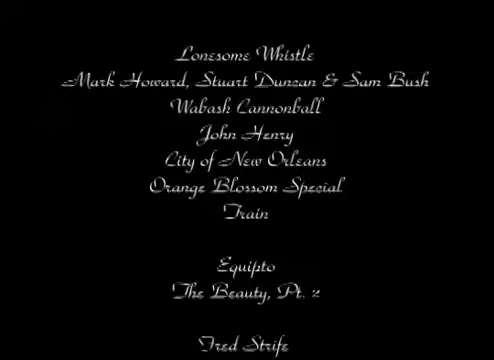 Lonesome Whistle
Mark Howard, Stuart Duncan & Sam Bush
Wabash Cannonball
John Henry
City of New Orleans
Orange Blossom Special
Train
Equipto
The Beauty, Pt. 2
Fred Strife